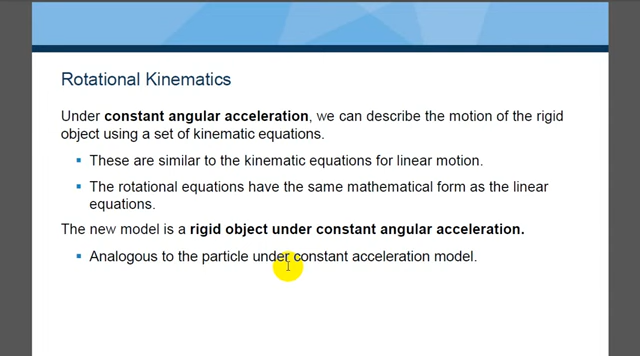 Rotational Kinematics
Under constant angular acceleration, we can describe the motion of the rigid
object using a set of kinematic equations.
These are similar to the kinematic equations for linear motion.
The rotational equations have the same mathematical form as the linear
equations.
The new model is a rigid object under constant angular acceleration.
Analogous to the particle under constant acceleration model.